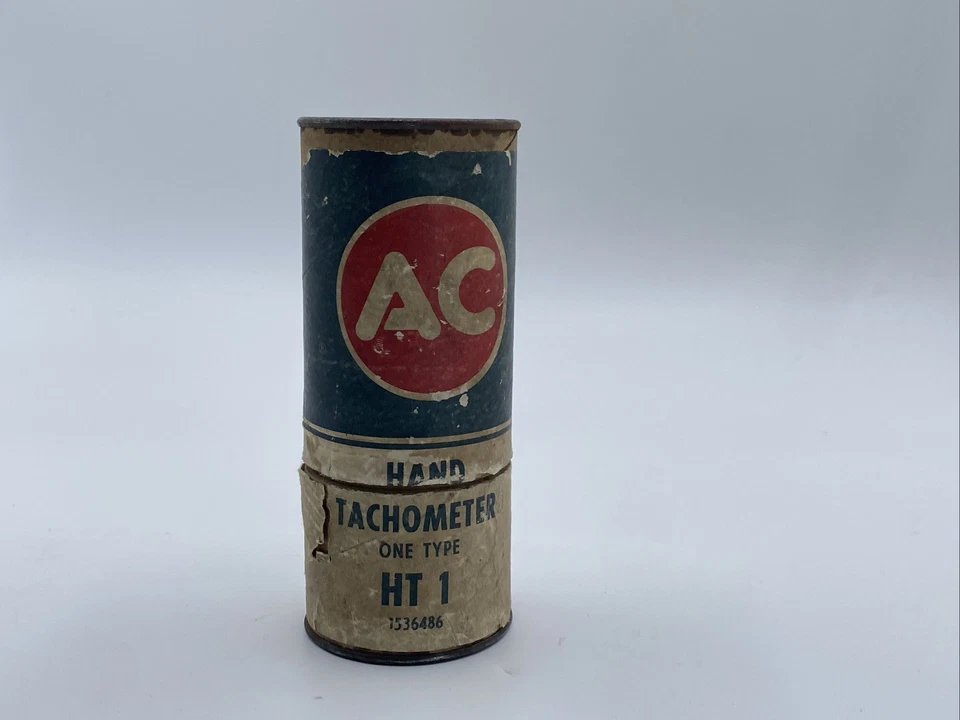 AC
HAND
TACHOMETER
ONE TYPE
HT 1
1536486